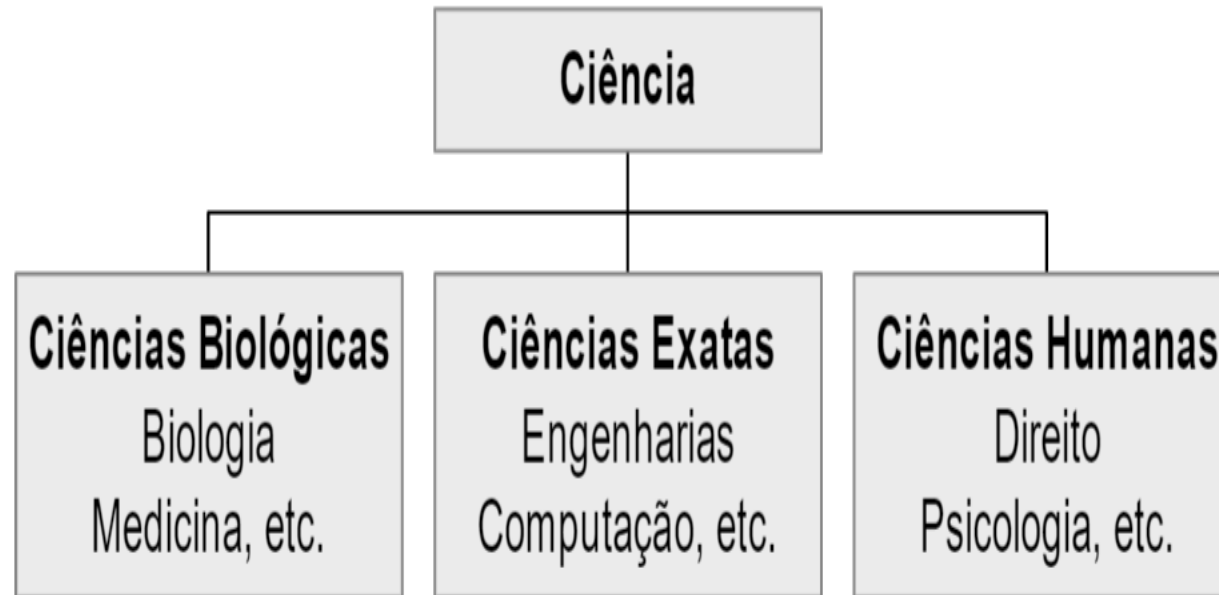 Ciência
Ciências Biológicas
Biologia
Medicina, etc.
Ciências Exatas
Engenharias
Computação, etc.
Ciências Humanas
Direito
Psicologia, etc.